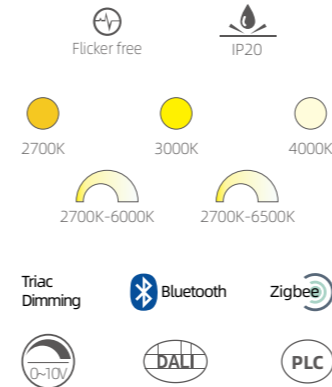 Flicker free
IP20
2700K
3000K
4000K
2700K-6000K
2700K-6500K
Triac
Dimming
Bluetooth
Zigbee
0~10V
DALI
PLC